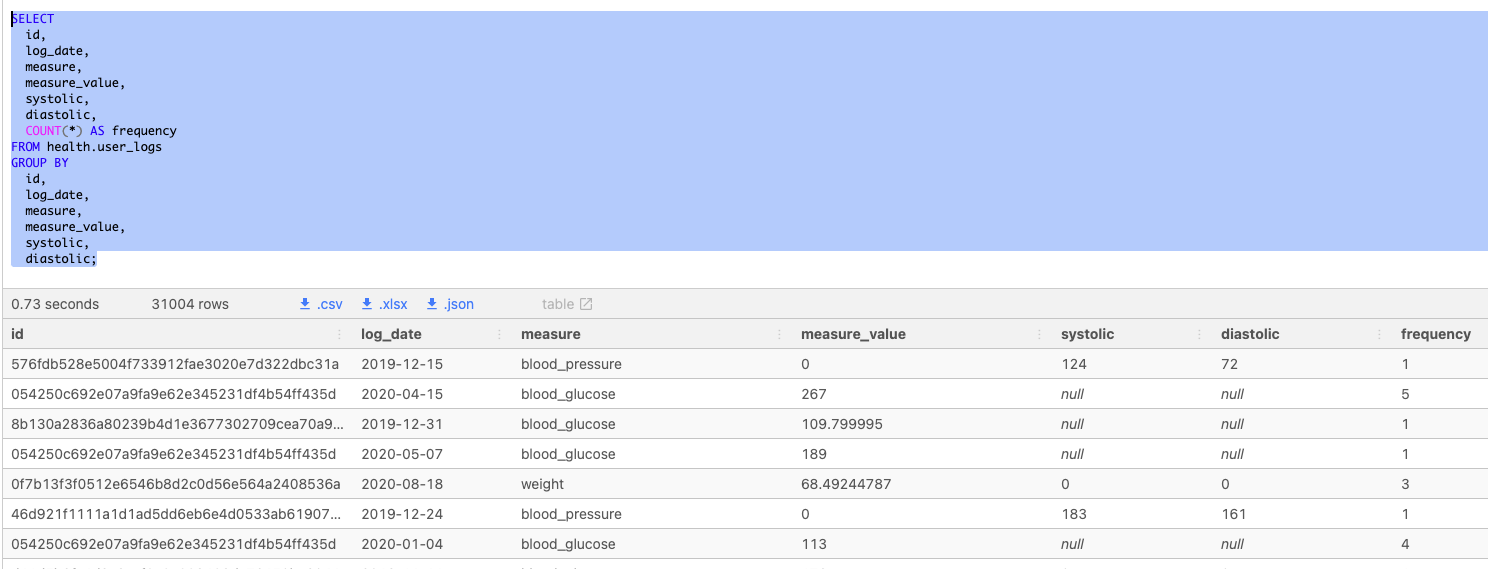 SELECT
id,
log_date,
measure,
measure_value,
systolic,
diastolic,
COUNT(*) AS frequency
FROM health.user_logs
GROUP BY
id,
log_date,
measure,
measure_value,
systolic,
diastolic;
0.73 seconds 31004 rows .csv .xlsx .json table
id log_date measure measure_value systolic diastolic frequency
576fdb528e5004f733912fae3020e7d322dbc31a 2019-12-15 blood_pressure 0 124 72 1
054250c692e07a9fa9e62e345231df4b54ff435d 2020-04-15 blood_glucose 267 null null 5
8b130a2836a80239b4d1e3677302709cea70a9... 2019-12-31 blood_glucose 109.799995 null null 1
054250c692e07a9fa9e62e345231df4b54ff435d 2020-05-07 blood_glucose 189 null null 1
0f7b13f3f0512e6546b8d2c0d56e564a2408536a 2020-08-18 weight 68.49244787 0 0 3
46d921f1111a1d1ad5dd6eb6e4d0533ab61907... 2019-12-24 blood_pressure 0 183 161 1
054250c692e07a9fa9e62e345231df4b54ff435d 2020-01-04 blood_glucose 113 null null 4